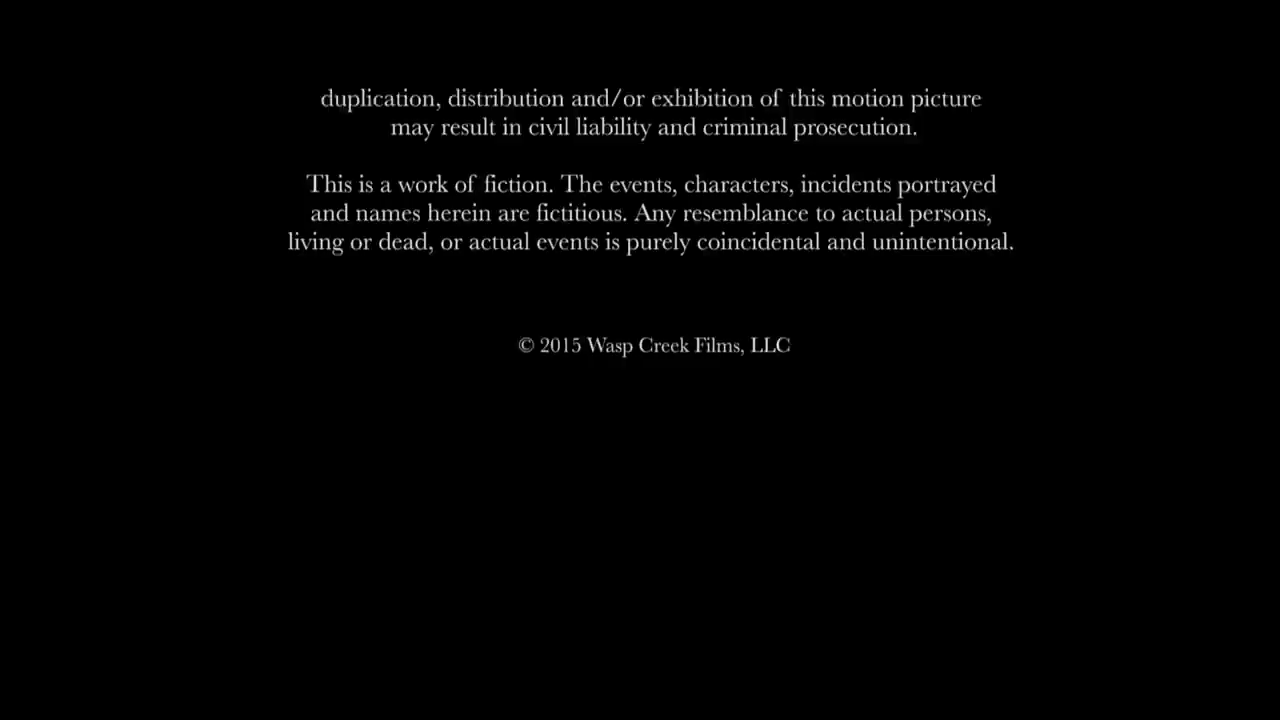 duplication, distribution and/or exhibition of this motion picture
may result in civil liability and criminal prosecution.
This is a work of fiction. The events, characters, incidents portrayed
and names herein are fictitious. Any resemblance to actual persons,
living or dead, or actual events is purely coincidental and unintentional.
© 2015 Wasp Creek Films, LLC